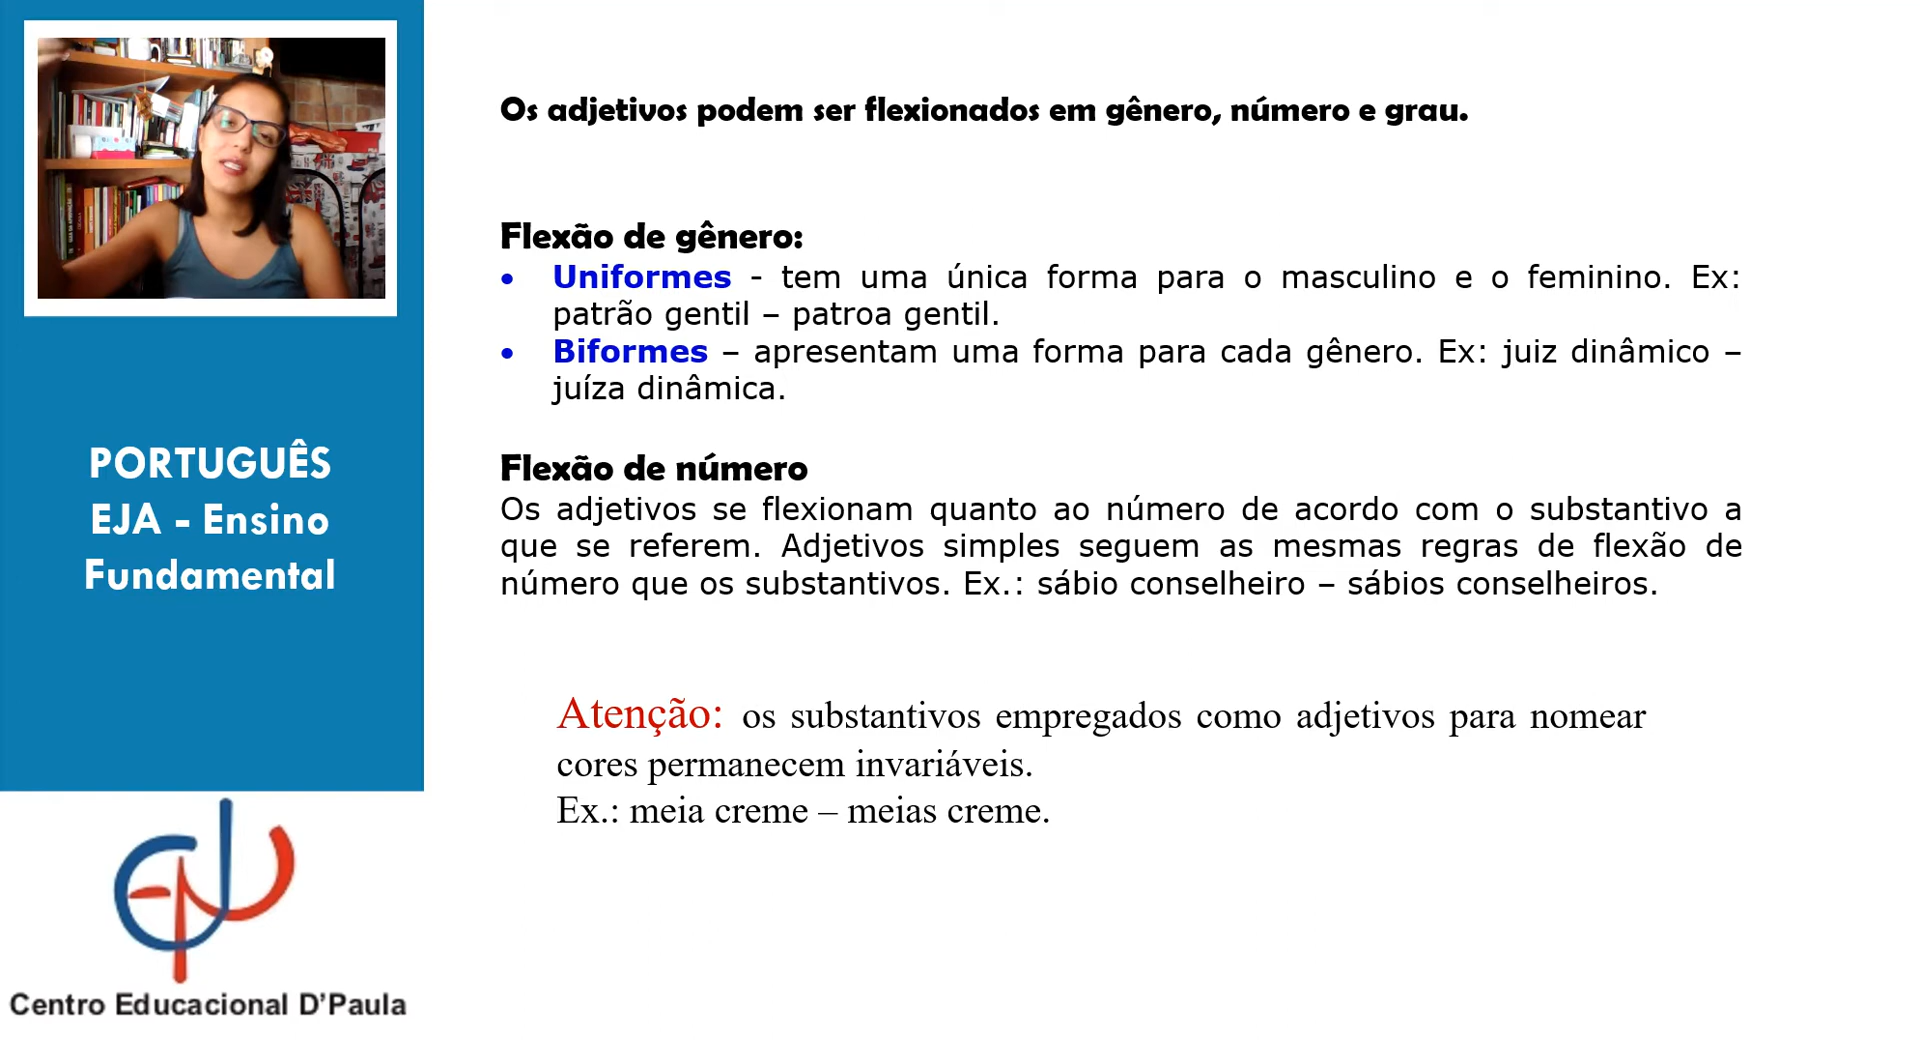 Os adjetivos podem ser flexionados em gênero, número e grau.
Flexão de gênero:
• Uniformes - tem uma única forma para o masculino e o feminino. Ex:
patrão gentil – patroa gentil.
• Biformes – apresentam uma forma para cada gênero. Ex: juiz dinâmico –
juíza dinâmica.
Flexão de número
Os adjetivos se flexionam quanto ao número de acordo com o substantivo a
que se referem. Adjetivos simples seguem as mesmas regras de flexão de
número que os substantivos. Ex.: sábio conselheiro – sábios conselheiros.
Atenção: os substantivos empregados como adjetivos para nomear
cores permanecem invariáveis.
Ex.: meia creme – meias creme.
PORTUGUÊS
EJA - Ensino
Fundamental
Centro Educacional D’Paula